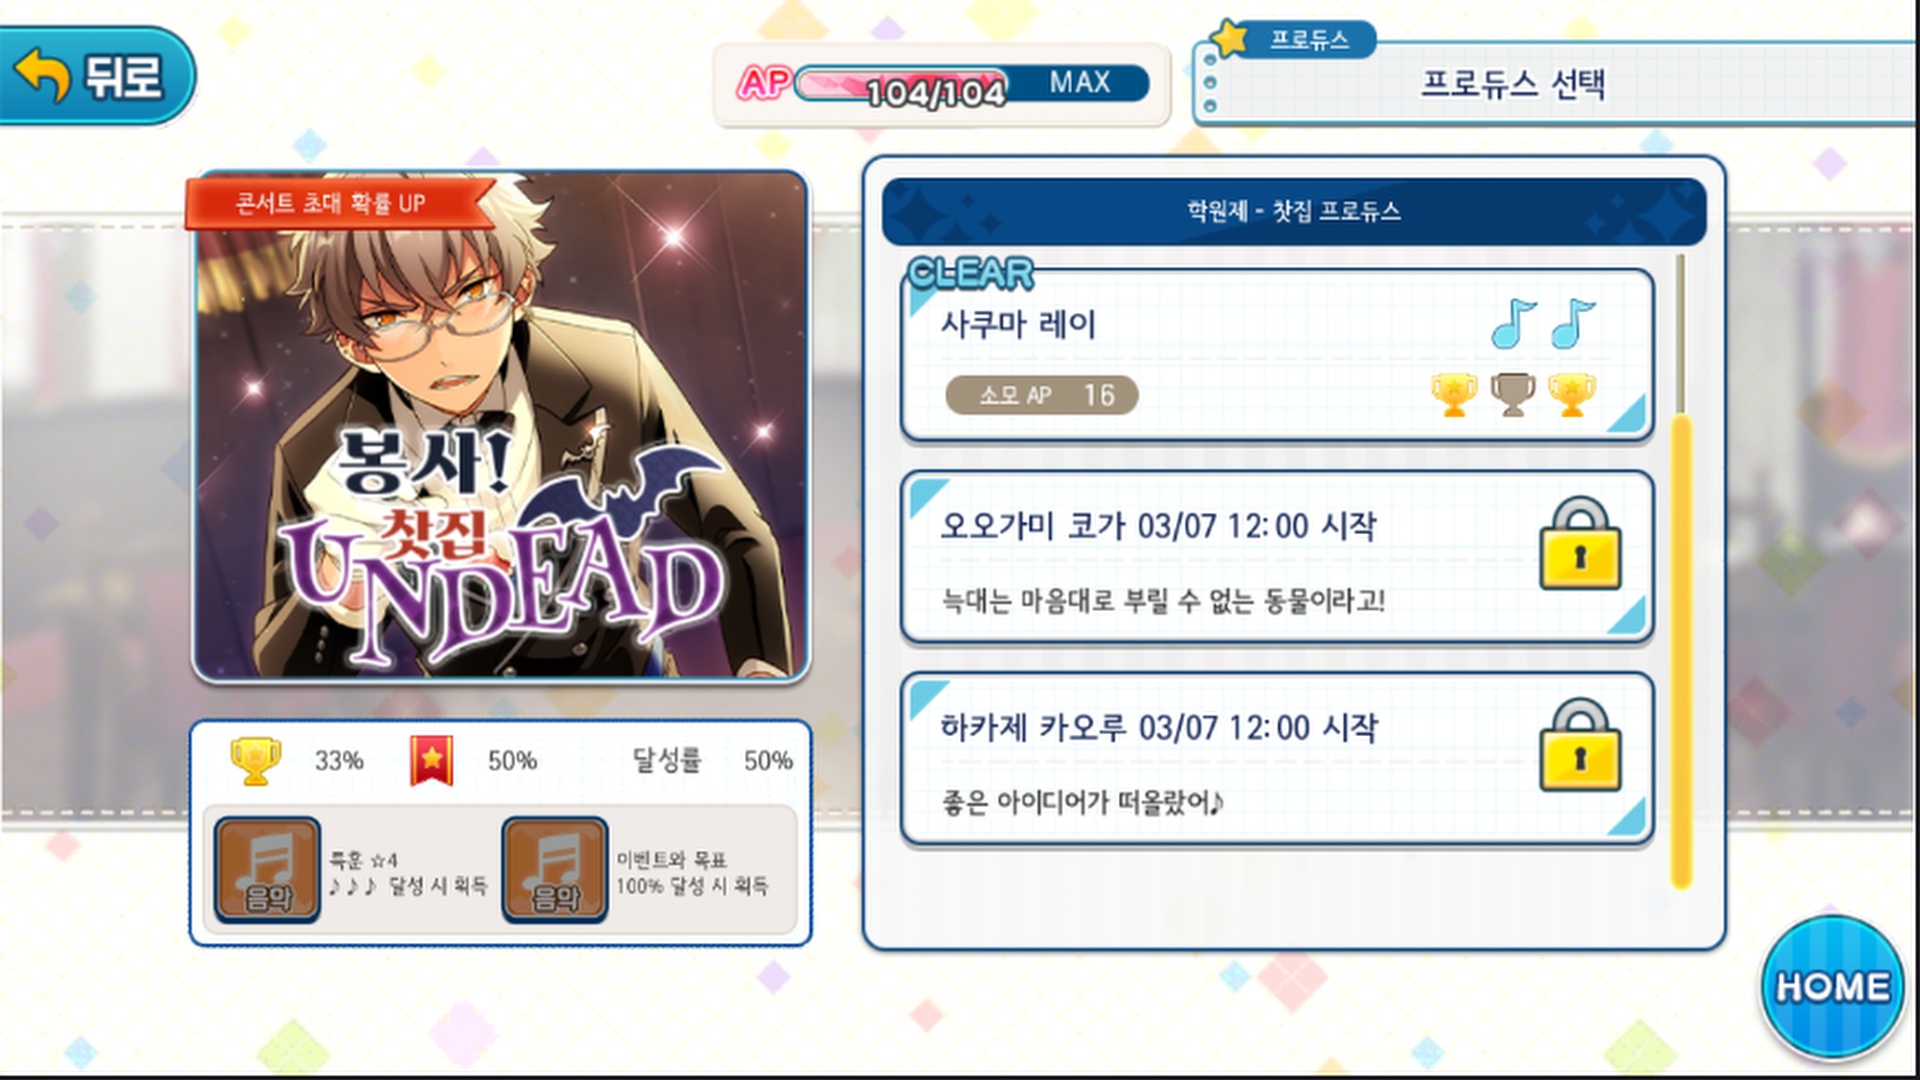 뒤로
AP 104/104 MAX
프로듀스
프로듀스 선택
콘서트 초대 확률 UP
봉사!
찻집
UNDEAD
33% 50% 달성률 50%
음악
특훈 ☆4
♪♪♪ 달성 시 획득
음악
이벤트와 목표
100% 달성 시 획득
학원제 - 찻집 프로듀스
CLEAR
사쿠마 레이
소모 AP 16
오오가미 코가 03/07 12:00 시작
늑대는 마음대로 부릴 수 없는 동물이라고!
하카제 카오루 03/07 12:00 시작
좋은 아이디어가 떠올랐어♪
HOME